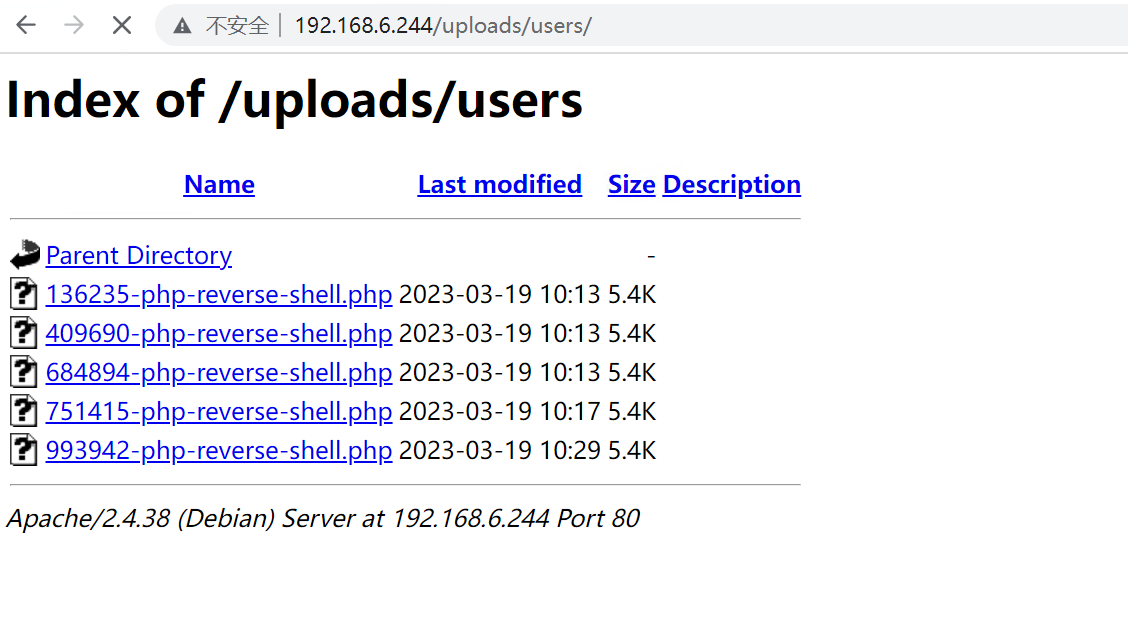 不安全 | 192.168.6.244/uploads/users/
Index of /uploads/users
Name Last modified Size Description
Parent Directory -
136235-php-reverse-shell.php 2023-03-19 10:13 5.4K
409690-php-reverse-shell.php 2023-03-19 10:13 5.4K
684894-php-reverse-shell.php 2023-03-19 10:13 5.4K
751415-php-reverse-shell.php 2023-03-19 10:17 5.4K
993942-php-reverse-shell.php 2023-03-19 10:29 5.4K
Apache/2.4.38 (Debian) Server at 192.168.6.244 Port 80